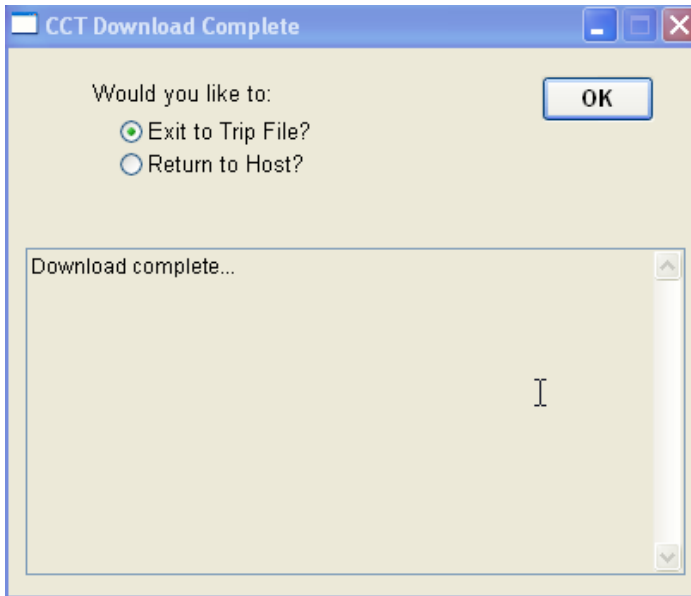 CCT Download Complete
Would you like to:
OK
Exit to Trip File?
Return to Host?
Download complete...